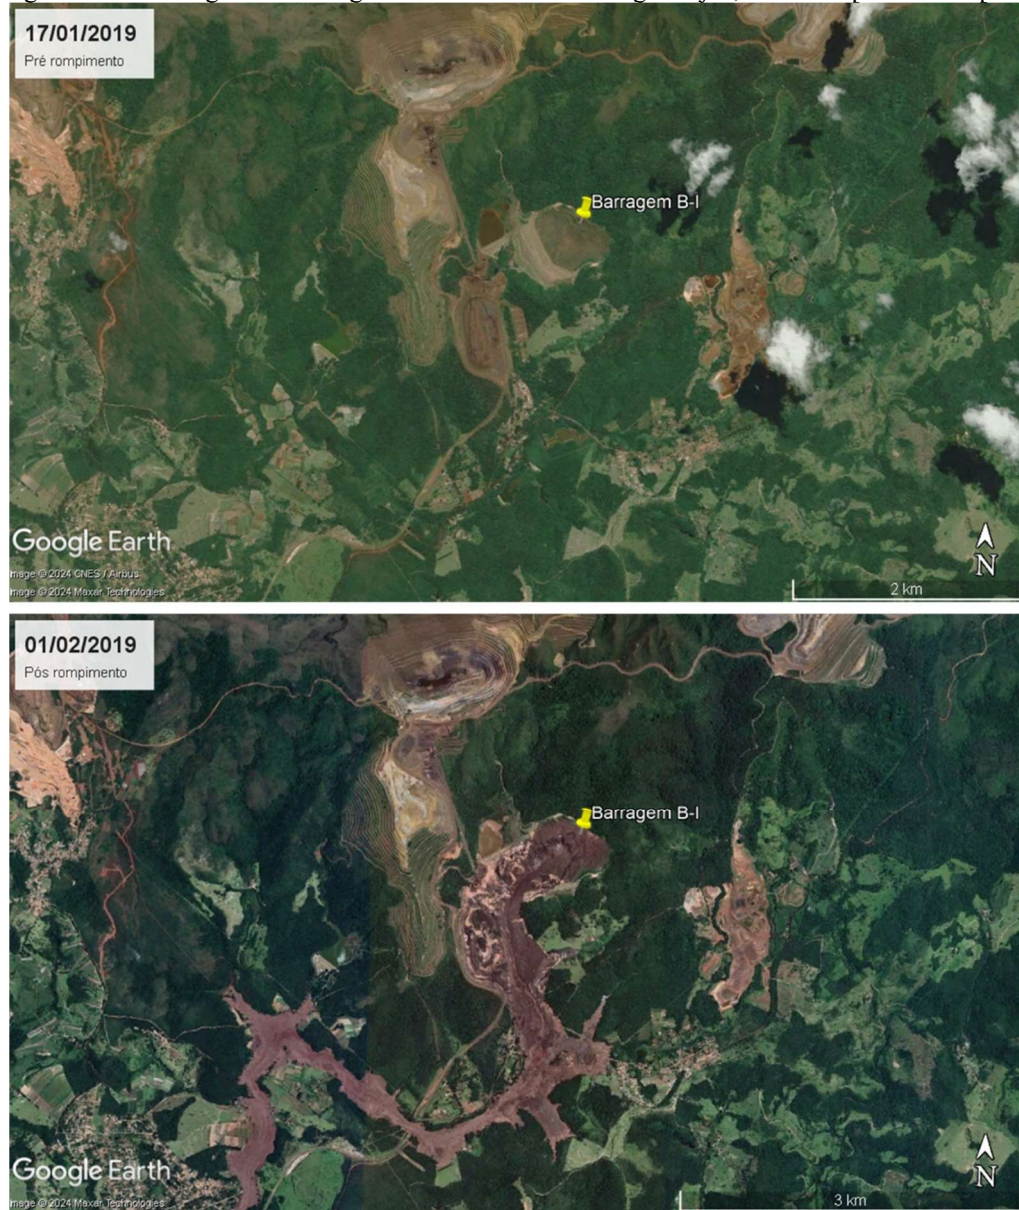 17/01/2019
Pré rompimento
Barragem B-I
Google Earth
Image © 2024 CNES / Airbus
Image © 2024 Maxar Technologies
N
2 km
01/02/2019
Pós rompimento
Barragem B-I
Google Earth
Image © 2024 Maxar Technologies
N
3 km